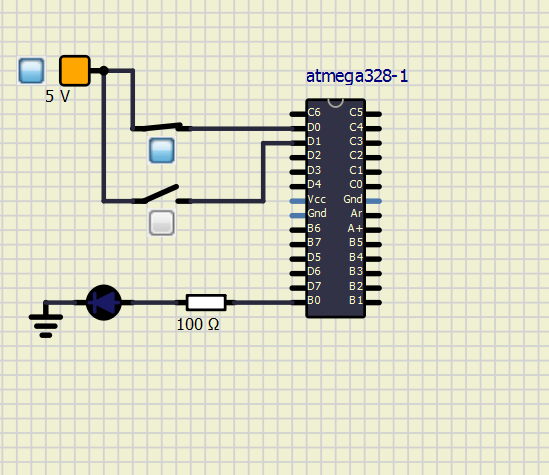 atmega328-1
5 V
C6 C5
D0 C4
D1 C3
D2 C2
D3 C1
D4 C0
Vcc Gnd
Gnd Ar
B6 A+
B7 B5
D5 B4
D6 B3
D7 B2
B0 B1
100 Ω